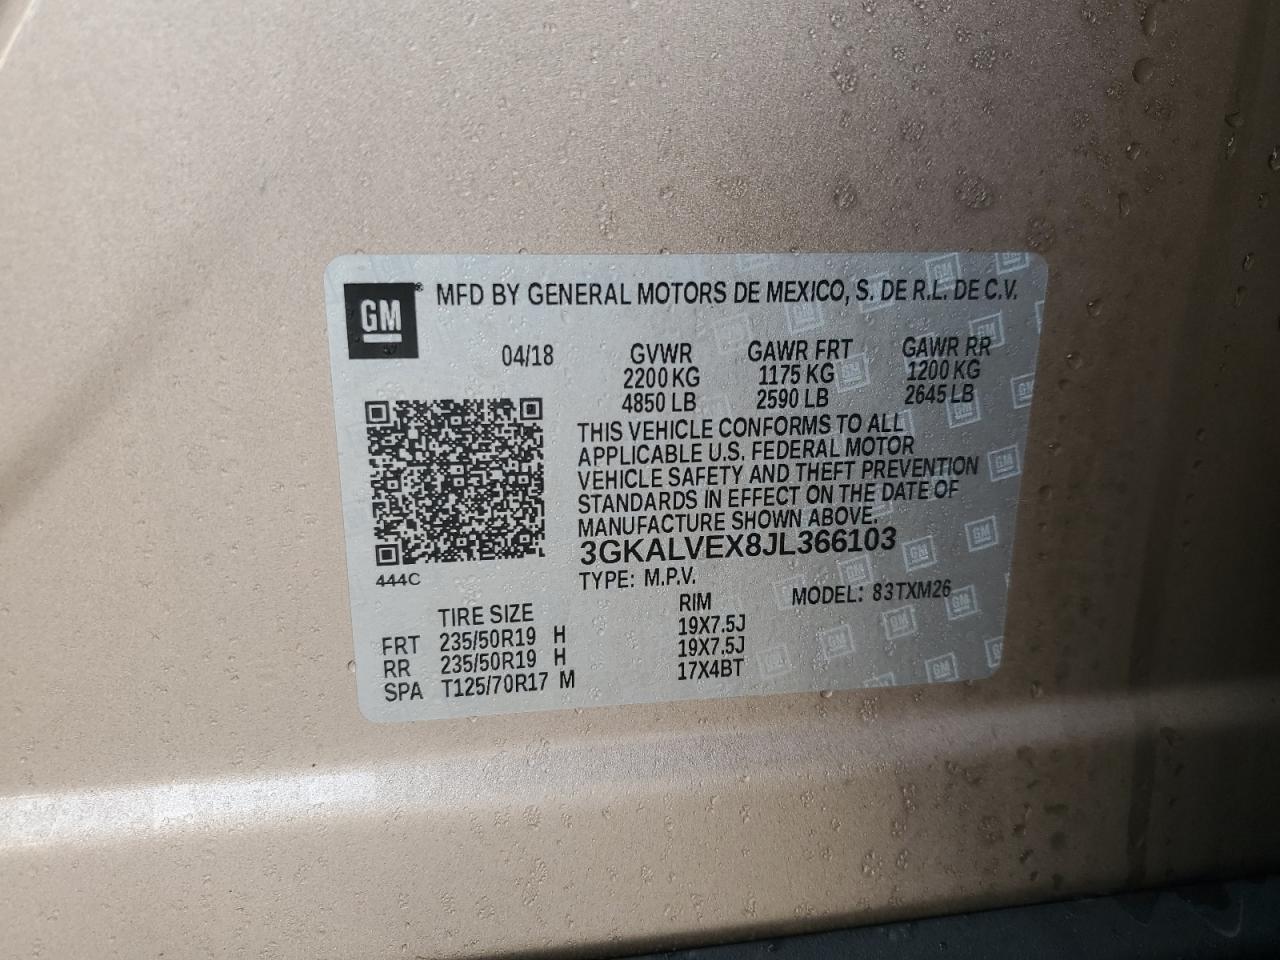 GM
MFD BY GENERAL MOTORS DE MEXICO, S. DE R.L. DE C.V.
04/18 GVWR GAWR FRT GAWR RR
2200 KG 1175 KG 1200 KG
4850 LB 2590 LB 2645 LB
THIS VEHICLE CONFORMS TO ALL
APPLICABLE U.S. FEDERAL MOTOR
VEHICLE SAFETY AND THEFT PREVENTION
STANDARDS IN EFFECT ON THE DATE OF
MANUFACTURE SHOWN ABOVE.
3GKALVEX8JL366103
444C
TYPE: M.P.V. MODEL: 83TXM26
TIRE SIZE RIM
FRT 235/50R19 H 19X7.5J
RR 235/50R19 H 19X7.5J
SPA T125/70R17 M 17X4BT